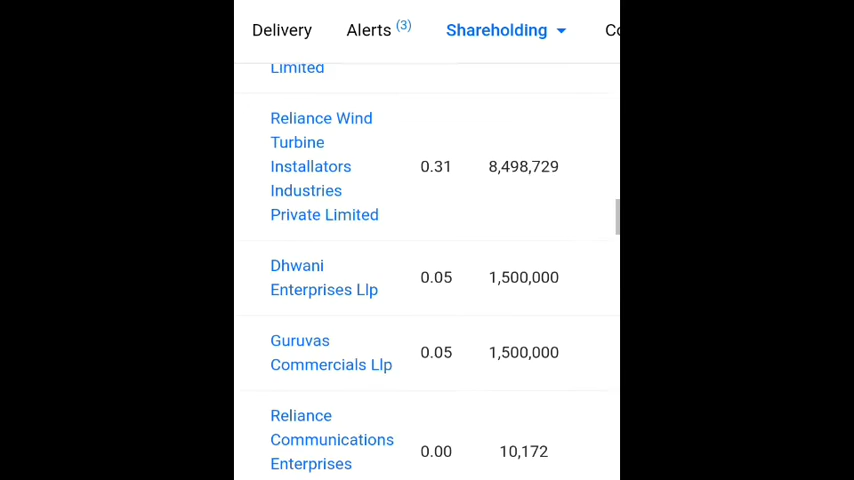 Delivery Alerts (3) Shareholding
Limited
Reliance Wind
Turbine
Installators 0.31 8,498,729
Industries
Private Limited
Dhwani
Enterprises Llp 0.05 1,500,000
Guruvas
Commercials Llp 0.05 1,500,000
Reliance
Communications
Enterprises 0.00 10,172